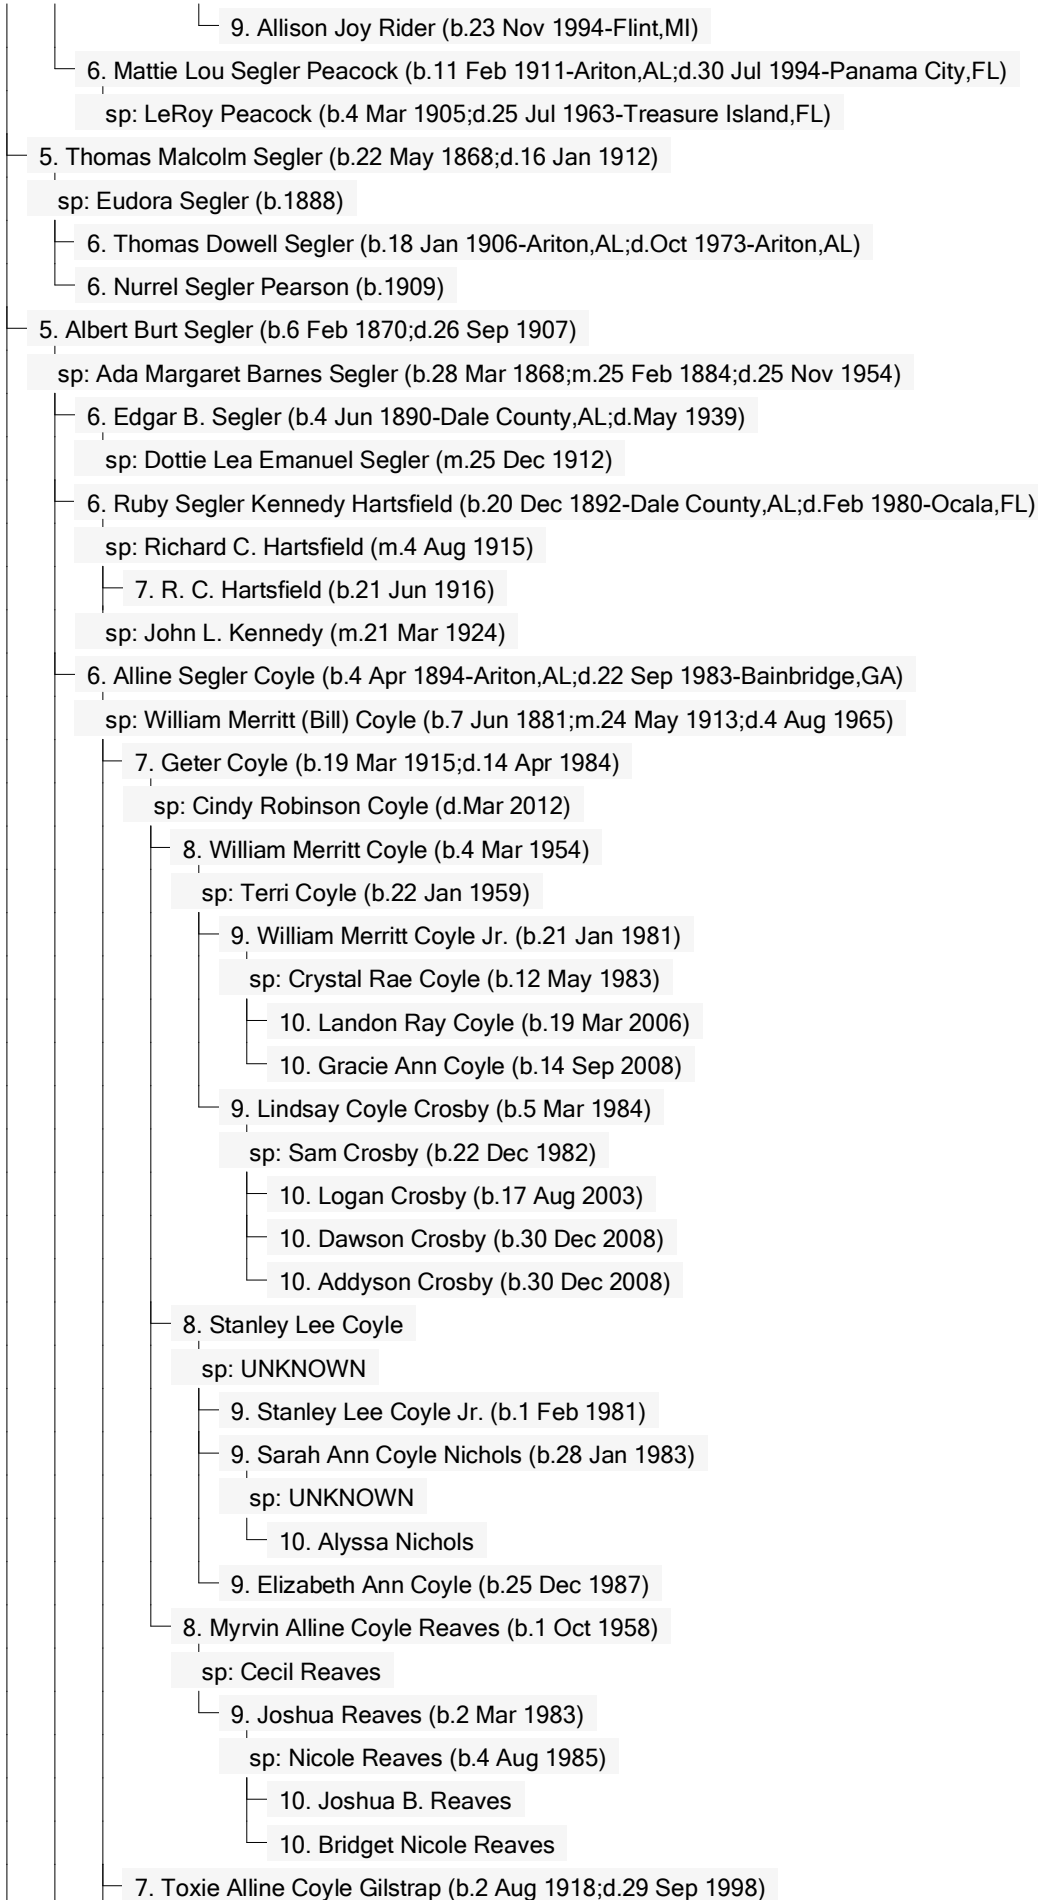 9. Allison Joy Rider (b.23 Nov 1994-Flint,MI)
6. Mattie Lou Segler Peacock (b.11 Feb 1911-Ariton,AL;d.30 Jul 1994-Panama City,FL)
sp: LeRoy Peacock (b.4 Mar 1905;d.25 Jul 1963-Treasure Island,FL)
5. Thomas Malcolm Segler (b.22 May 1868;d.16 Jan 1912)
sp: Eudora Segler (b.1888)
6. Thomas Dowell Segler (b.18 Jan 1906-Ariton,AL;d.Oct 1973-Ariton,AL)
6. Nurrel Segler Pearson (b.1909)
5. Albert Burt Segler (b.6 Feb 1870;d.26 Sep 1907)
sp: Ada Margaret Barnes Segler (b.28 Mar 1868;m.25 Feb 1884;d.25 Nov 1954)
6. Edgar B. Segler (b.4 Jun 1890-Dale County,AL;d.May 1939)
sp: Dottie Lea Emanuel Segler (m.25 Dec 1912)
6. Ruby Segler Kennedy Hartsfield (b.20 Dec 1892-Dale County,AL;d.Feb 1980-Ocala,FL)
sp: Richard C. Hartsfield (m.4 Aug 1915)
7. R. C. Hartsfield (b.21 Jun 1916)
sp: John L. Kennedy (m.21 Mar 1924)
6. Alline Segler Coyle (b.4 Apr 1894-Ariton,AL;d.22 Sep 1983-Bainbridge,GA)
sp: William Merritt (Bill) Coyle (b.7 Jun 1881;m.24 May 1913;d.4 Aug 1965)
7. Geter Coyle (b.19 Mar 1915;d.14 Apr 1984)
sp: Cindy Robinson Coyle (d.Mar 2012)
8. William Merritt Coyle (b.4 Mar 1954)
sp: Terri Coyle (b.22 Jan 1959)
9. William Merritt Coyle Jr. (b.21 Jan 1981)
sp: Crystal Rae Coyle (b.12 May 1983)
10. Landon Ray Coyle (b.19 Mar 2006)
10. Gracie Ann Coyle (b.14 Sep 2008)
9. Lindsay Coyle Crosby (b.5 Mar 1984)
sp: Sam Crosby (b.22 Dec 1982)
10. Logan Crosby (b.17 Aug 2003)
10. Dawson Crosby (b.30 Dec 2008)
10. Addyson Crosby (b.30 Dec 2008)
8. Stanley Lee Coyle
sp: UNKNOWN
9. Stanley Lee Coyle Jr. (b.1 Feb 1981)
9. Sarah Ann Coyle Nichols (b.28 Jan 1983)
sp: UNKNOWN
10. Alyssa Nichols
9. Elizabeth Ann Coyle (b.25 Dec 1987)
8. Myrvin Alline Coyle Reaves (b.1 Oct 1958)
sp: Cecil Reaves
9. Joshua Reaves (b.2 Mar 1983)
sp: Nicole Reaves (b.4 Aug 1985)
10. Joshua B. Reaves
10. Bridget Nicole Reaves
7. Toxie Alline Coyle Gilstrap (b.2 Aug 1918;d.29 Sep 1998)